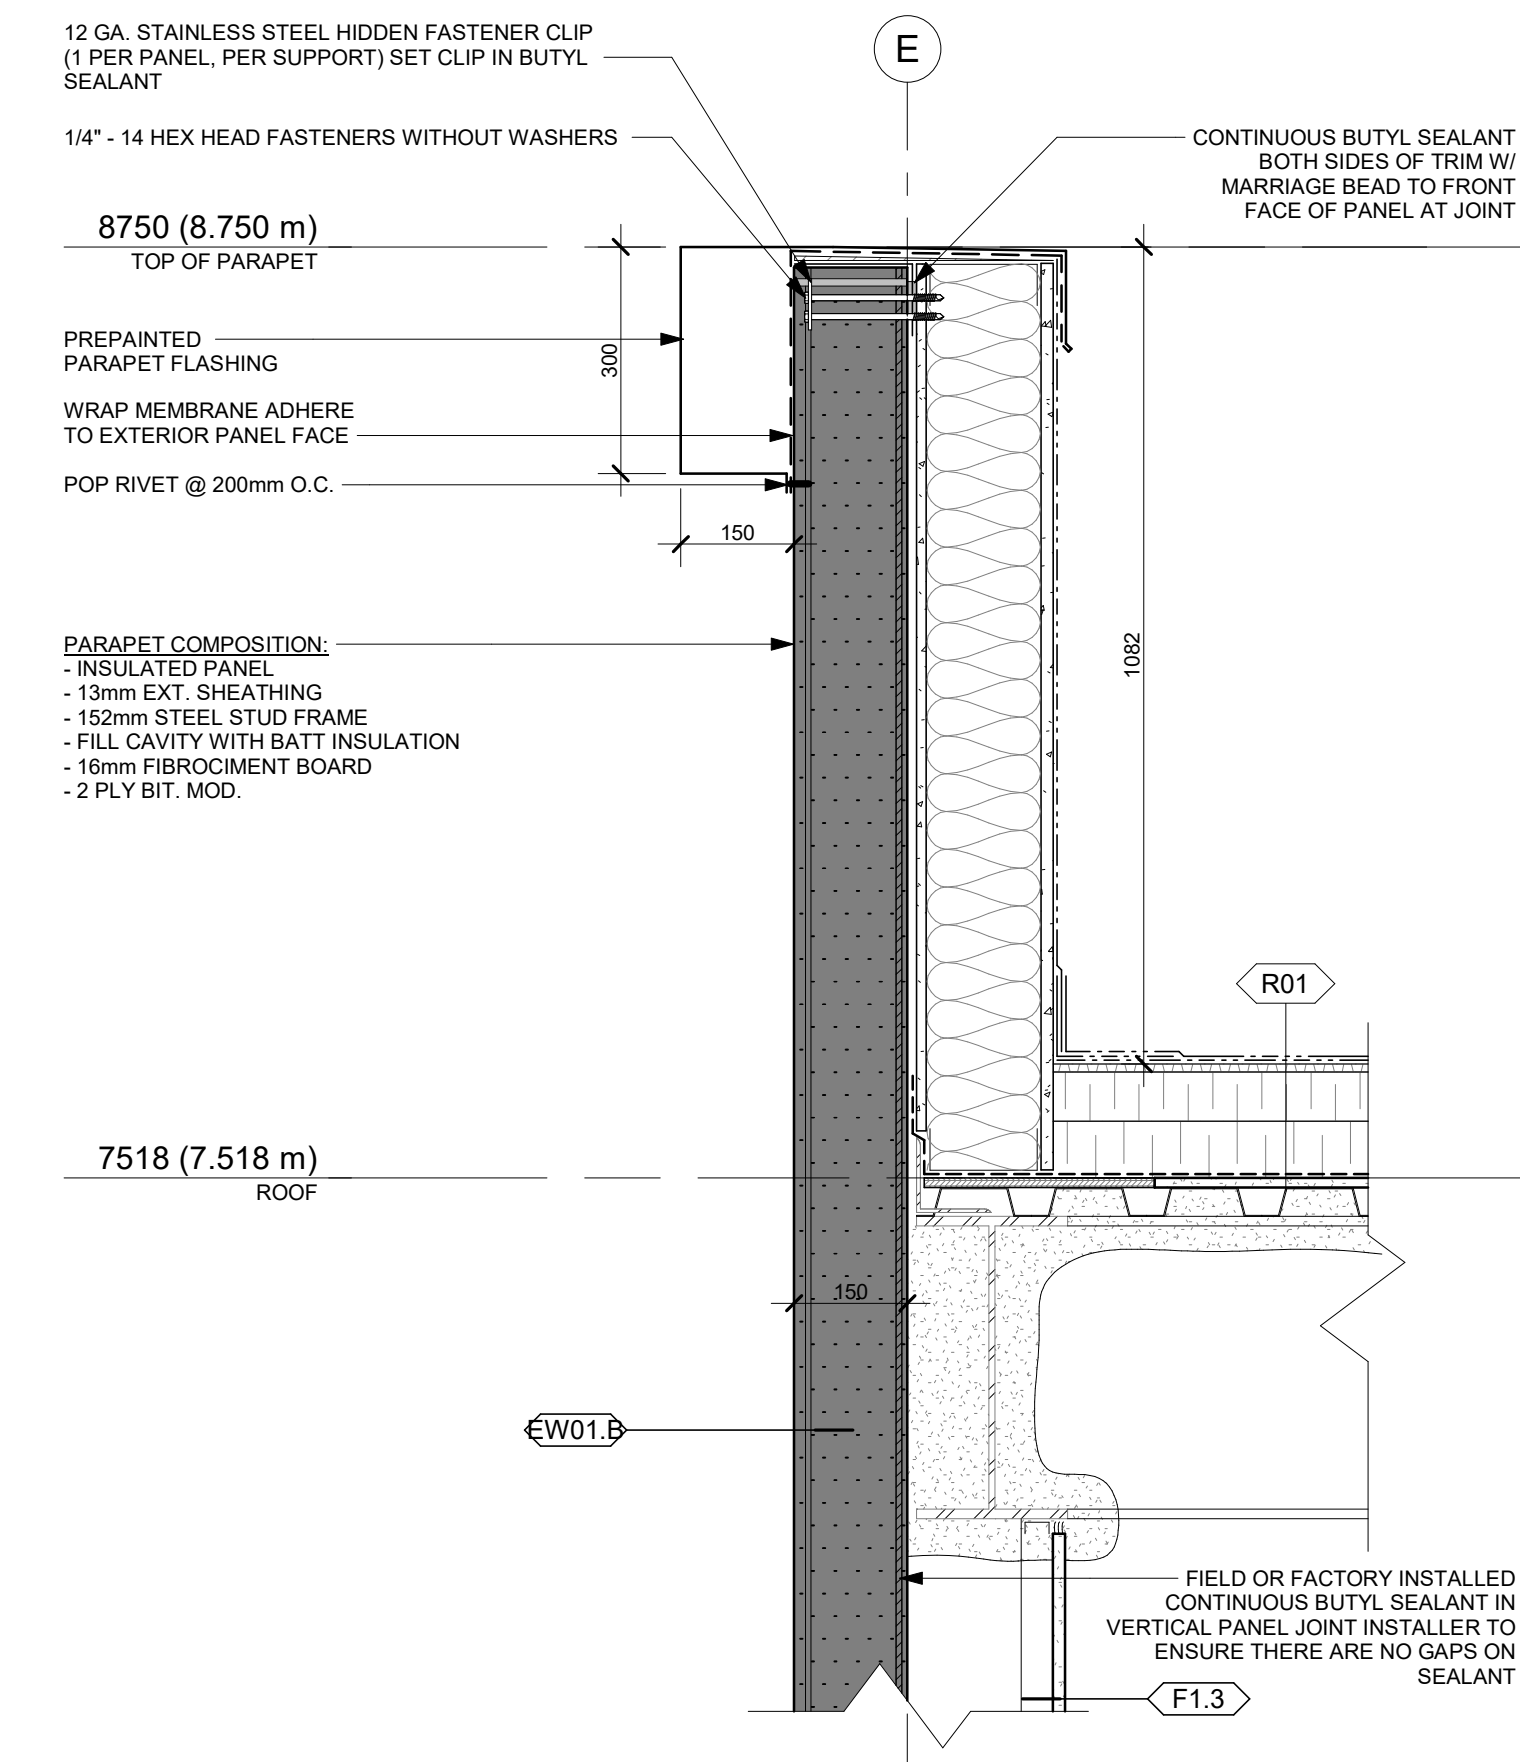 12 GA. STAINLESS STEEL HIDDEN FASTENER CLIP
(1 PER PANEL, PER SUPPORT) SET CLIP IN BUTYL
SEALANT
E
1/4" - 14 HEX HEAD FASTENERS WITHOUT WASHERS
CONTINUOUS BUTYL SEALANT
BOTH SIDES OF TRIM W/
MARRIAGE BEAD TO FRONT
FACE OF PANEL AT JOINT
8750 (8.750 m)
TOP OF PARAPET
PREPAINTED
PARAPET FLASHING
300
WRAP MEMBRANE ADHERE
TO EXTERIOR PANEL FACE
POP RIVET @ 200mm O.C.
150
PARAPET COMPOSITION:
- INSULATED PANEL
- 13mm EXT. SHEATHING
- 152mm STEEL STUD FRAME
- FILL CAVITY WITH BATT INSULATION
- 16mm FIBROCIMENT BOARD
- 2 PLY BIT. MOD.
1082
R01
7518 (7.518 m)
ROOF
150
EW01.B
FIELD OR FACTORY INSTALLED
CONTINUOUS BUTYL SEALANT IN
VERTICAL PANEL JOINT INSTALLER TO
ENSURE THERE ARE NO GAPS ON
SEALANT
F1.3